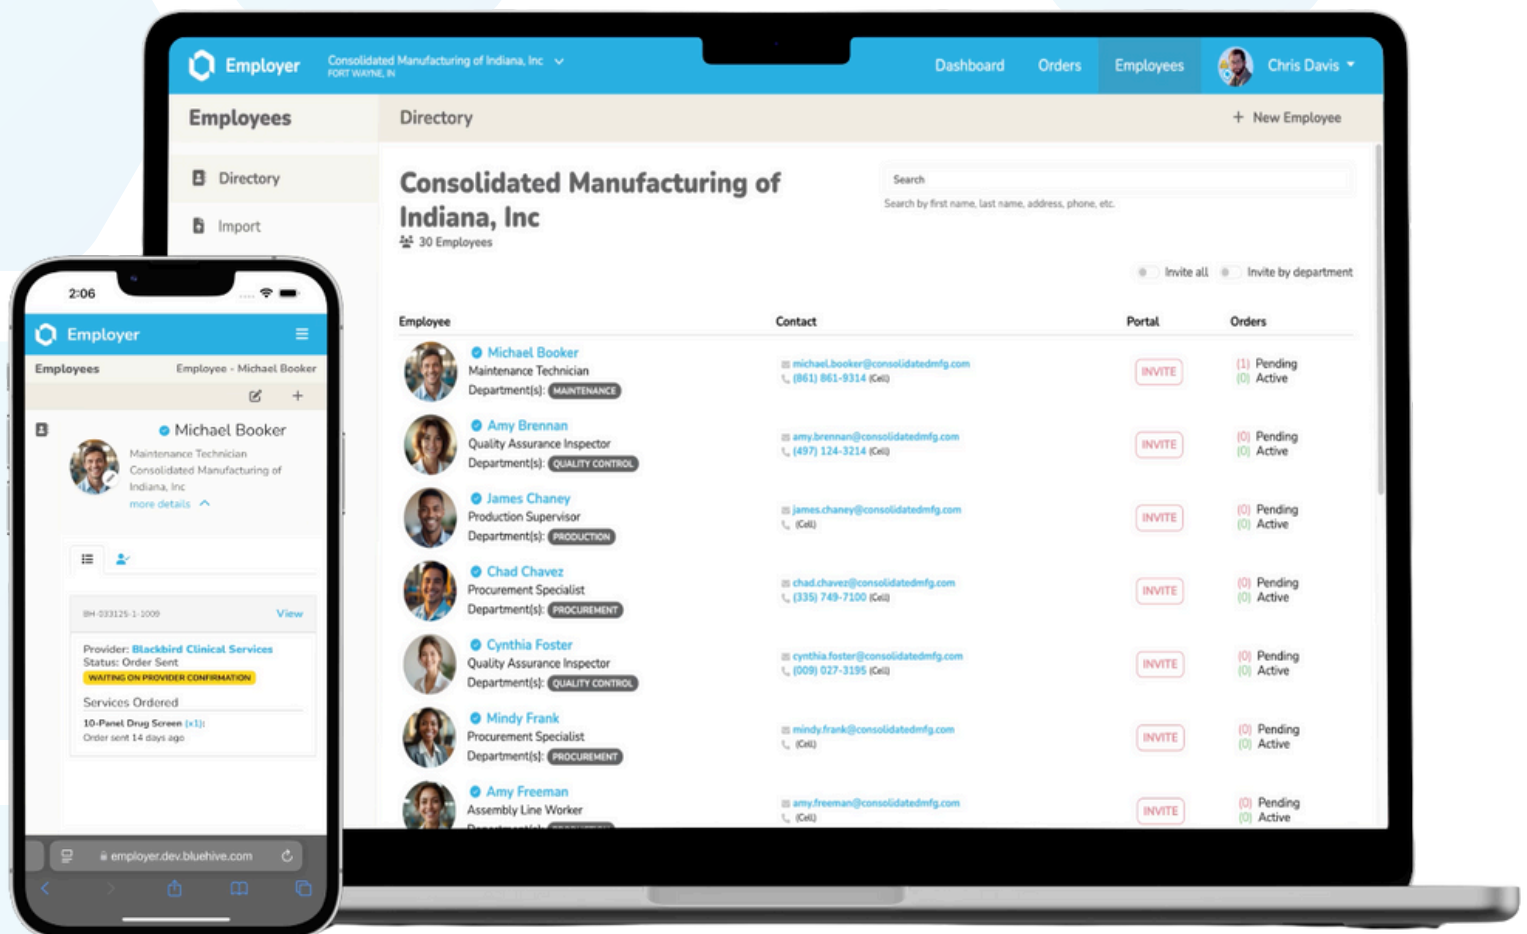 Employer
Consolidated Manufacturing of Indiana, Inc
FORT WAYNE, IN
Dashboard
Orders
Employees
Chris Davis
Employees
Directory
+ New Employee
Directory
Import
Consolidated Manufacturing of
Indiana, Inc
30 Employees
Search
Search by first name, last name, address, phone, etc.
Invite all
Invite by department
Employee
Contact
Portal
Orders
Michael Booker
Maintenance Technician
Department(s): MAINTENANCE
michael.booker@consolidatedmfg.com
(861) 861-9314 (Cell)
INVITE
(1) Pending
(0) Active
Amy Brennan
Quality Assurance Inspector
Department(s): QUALITY CONTROL
amy.brennan@consolidatedmfg.com
(497) 124-3214 (Cell)
INVITE
(0) Pending
(0) Active
James Chaney
Production Supervisor
Department(s): PRODUCTION
james.chaney@consolidatedmfg.com
(Cell)
INVITE
(0) Pending
(0) Active
Chad Chavez
Procurement Specialist
Department(s): PROCUREMENT
chad.chavez@consolidatedmfg.com
(335) 749-7100 (Cell)
INVITE
(0) Pending
(0) Active
Cynthia Foster
Quality Assurance Inspector
Department(s): QUALITY CONTROL
cynthia.foster@consolidatedmfg.com
(009) 027-3195 (Cell)
INVITE
(0) Pending
(0) Active
Mindy Frank
Procurement Specialist
Department(s): PROCUREMENT
mindy.frank@consolidatedmfg.com
(Cell)
INVITE
(0) Pending
(0) Active
Amy Freeman
Assembly Line Worker
amy.freeman@consolidatedmfg.com
(Cell)
INVITE
(0) Pending
(0) Active
2:06
Employer
Employees
Employee - Michael Booker
Michael Booker
Maintenance Technician
Consolidated Manufacturing of
Indiana, Inc
more details
BH-033125-1-1009
View
Provider: Blackbird Clinical Services
Status: Order Sent
WAITING ON PROVIDER CONFIRMATION
Services Ordered
10-Panel Drug Screen (x1):
Order sent 14 days ago
employer.dev.bluehive.com